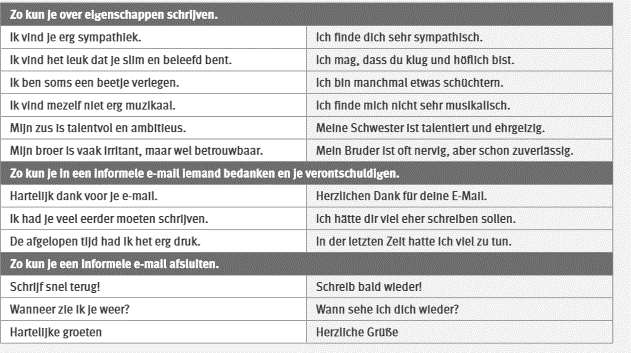 Zo kun je over eigenschappen schrijven.
Ik vind je erg sympathiek. Ich finde dich sehr sympathisch.
Ik vind het leuk dat je slim en beleefd bent. Ich mag, dass du klug und höflich bist.
Ik ben soms een beetje verlegen. Ich bin manchmal etwas schüchtern.
Ik vind mezelf niet erg muzikaal. Ich finde mich nicht sehr musikalisch.
Mijn zus is talentvol en ambitieus. Meine Schwester ist talentiert und ehrgeizig.
Mijn broer is vaak irritant, maar wel betrouwbaar. Mein Bruder ist oft nervig, aber schon zuverlässig.
Zo kun je in een informele e-mail iemand bedanken en je verontschuldigen.
Hartelijk dank voor je e-mail. Herzlichen Dank für deine E-Mail.
Ik had je veel eerder moeten schrijven. Ich hätte dir viel eher schreiben sollen.
De afgelopen tijd had ik het erg druk. In der letzten Zeit hatte ich viel zu tun.
Zo kun je een informele e-mail afsluiten.
Schrijf snel terug! Schreib bald wieder!
Wanneer zie ik je weer? Wann sehe ich dich wieder?
Hartelijke groeten Herzliche Grüße